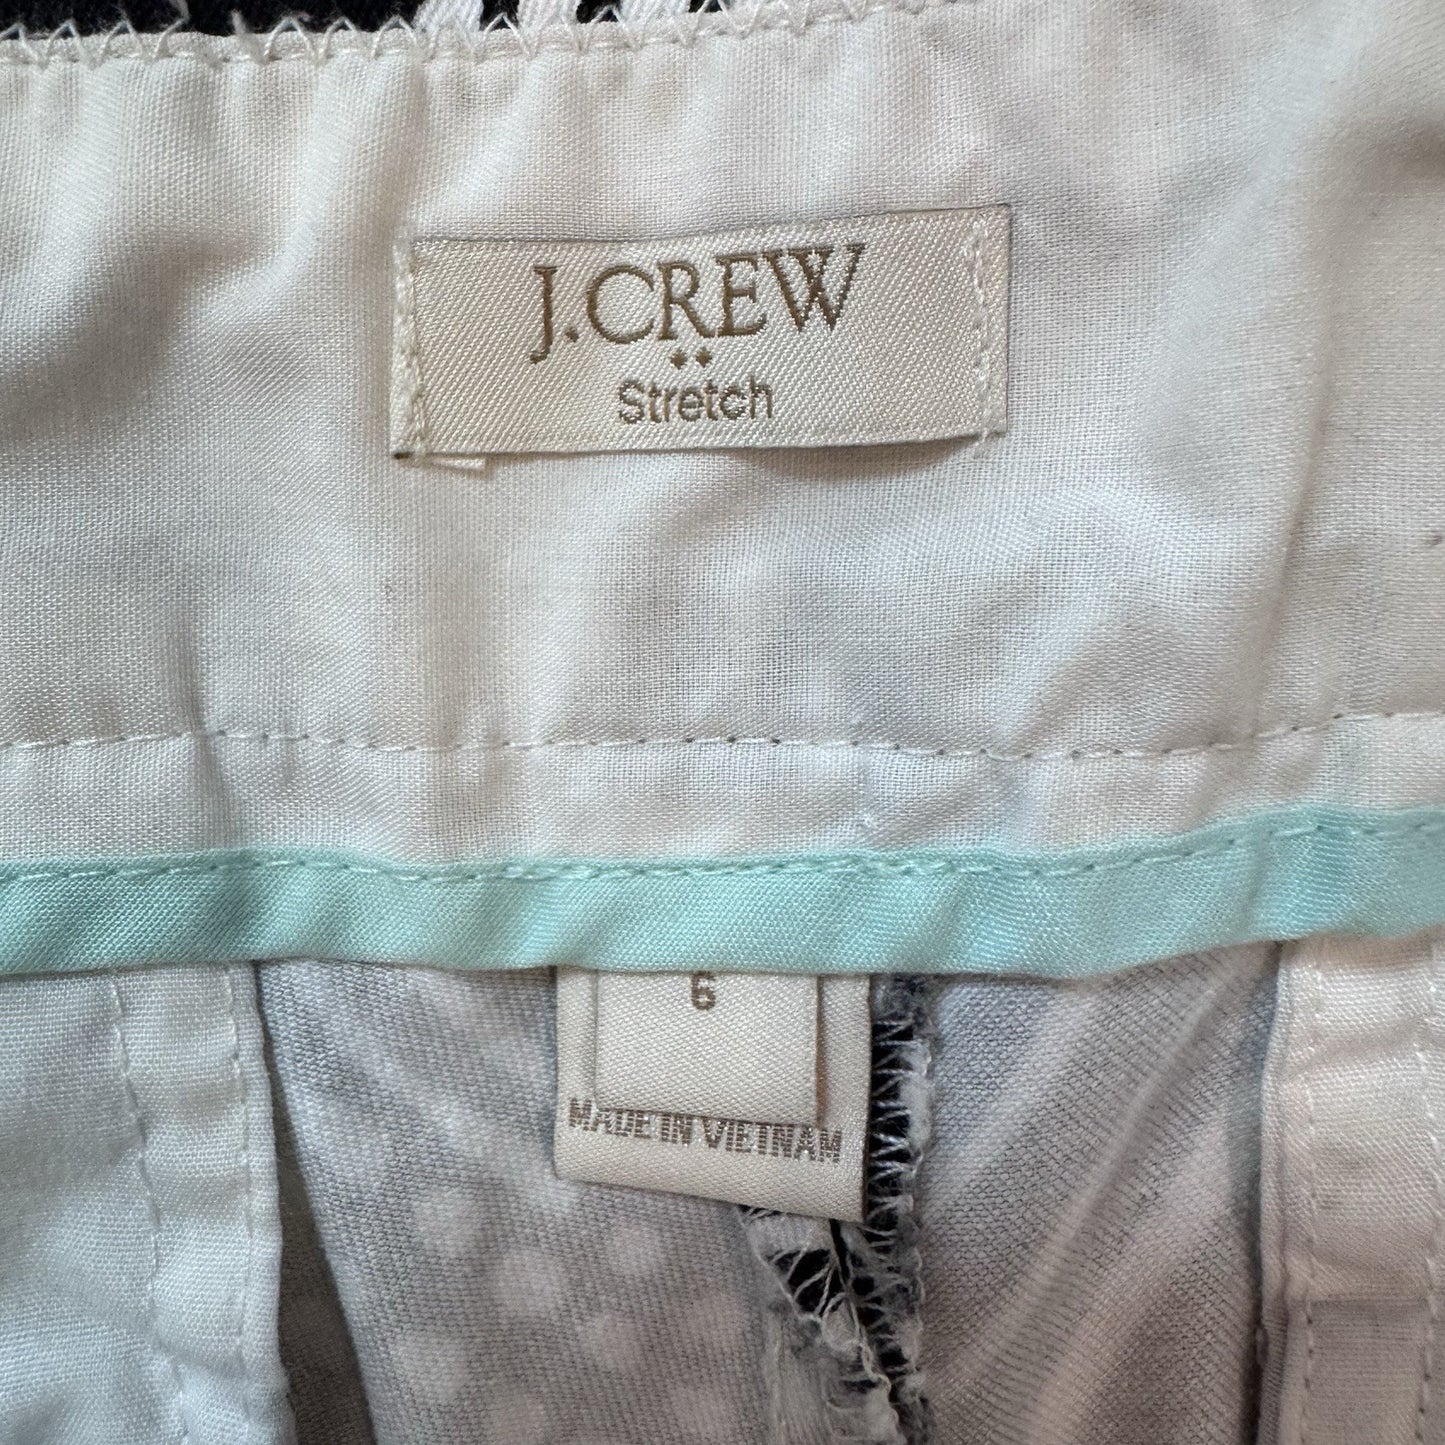 J.CREW
Stretch
6
MADE IN VIETNAM